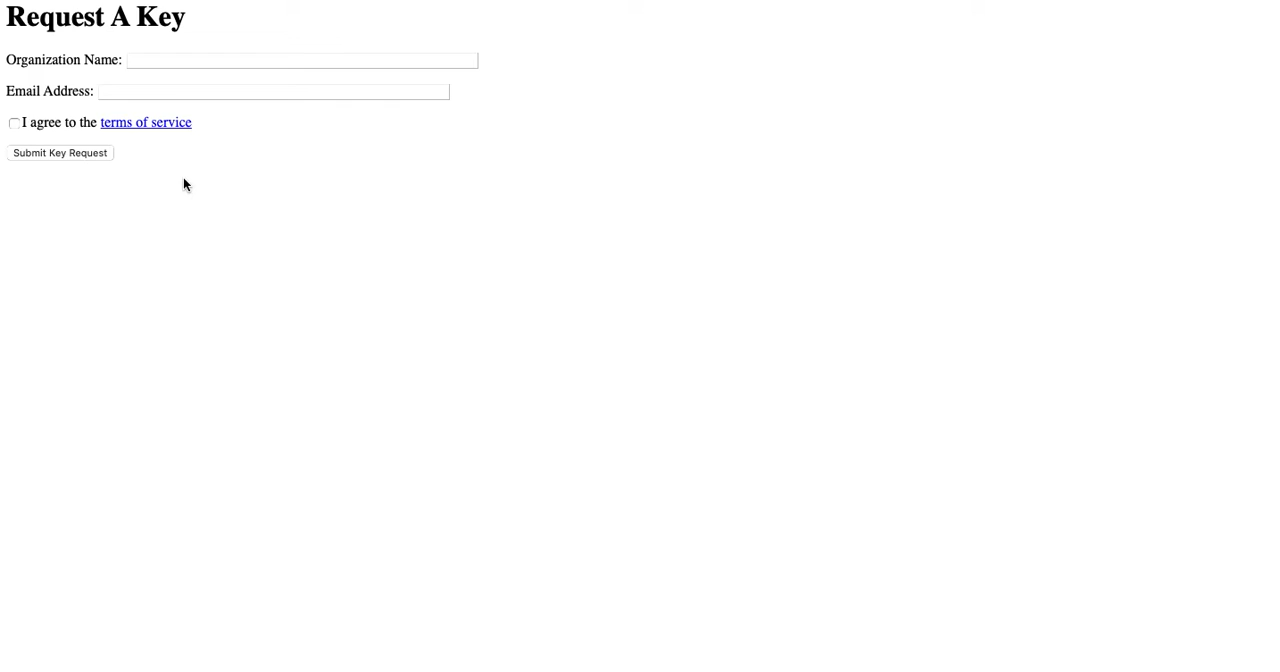 Request A Key
Organization Name:
Email Address:
I agree to the terms of service
Submit Key Request